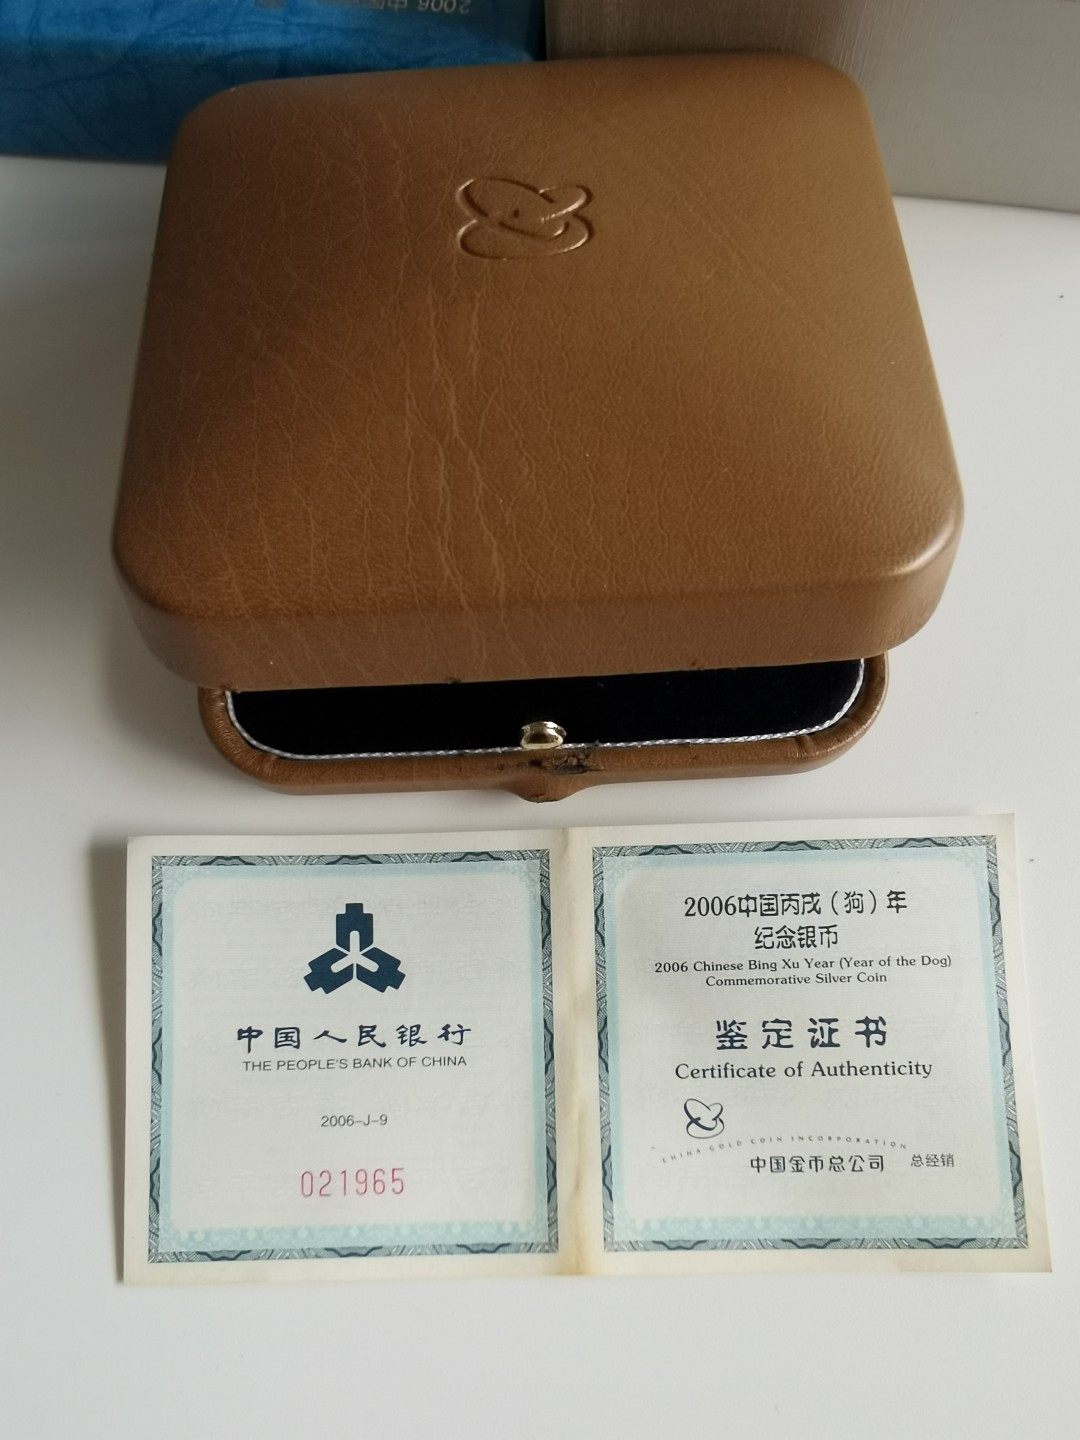 2006 中国
中国人民银行
THE PEOPLE'S BANK OF CHINA
2006-J-9
021965
2006中国丙戌（狗）年
纪念银币
2006 Chinese Bing Xu Year (Year of the Dog)
Commemorative Silver Coin
鉴定证书
Certificate of Authenticity
CHINA GOLD COIN INCORPORATION
中国金币总公司 总经销